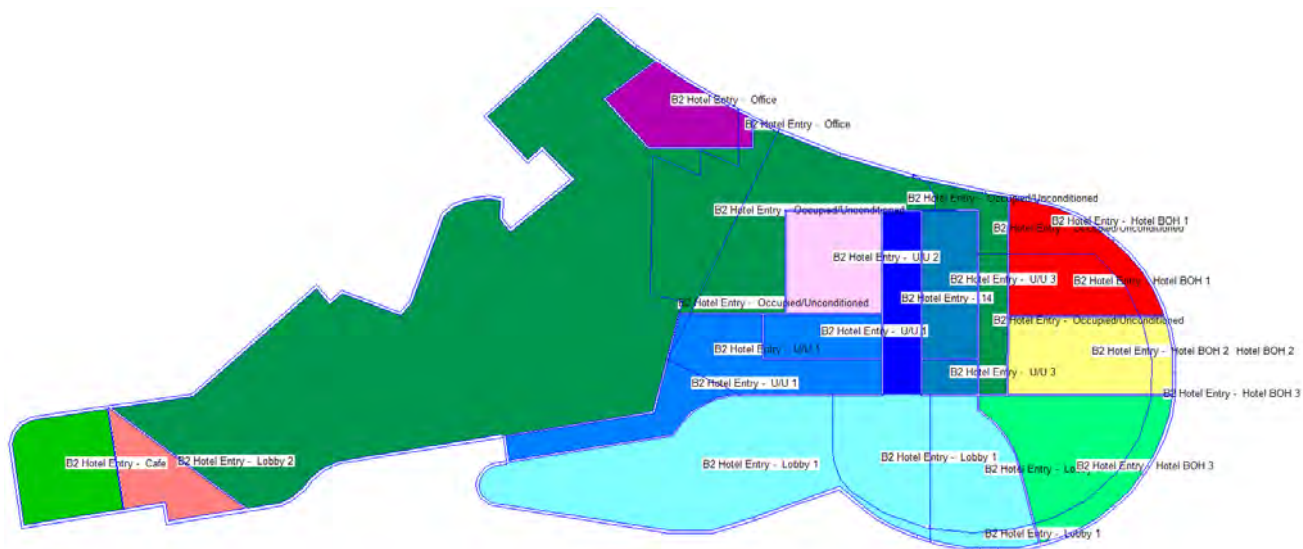 B2 Hotel Entry - Office
B2 Hotel Entry - Office
B2 Hotel Entry - Occupied/Unconditioned
B2 Hotel Entry - Occupied/Unconditioned
B2 Hotel Entry - Hotel BOH 1
B2 Hotel Entry - Occupied/Unconditioned
B2 Hotel Entry - U/U 2
B2 Hotel Entry - U/U 3
B2 Hotel Entry - Hotel BOH 1
B2 Hotel Entry - 14
B2 Hotel Entry - Occupied/Unconditioned
B2 Hotel Entry - Occupied/Unconditioned
B2 Hotel Entry - U/U 1
B2 Hotel Entry - U/U 1
B2 Hotel Entry - Hotel BOH 2 Hotel BOH 2
B2 Hotel Entry - U/U 3
B2 Hotel Entry - U/U 1
B2 Hotel Entry - Hotel BOH 3
B2 Hotel Entry - Cafe
B2 Hotel Entry - Lobby 2
B2 Hotel Entry - Lobby 1
B2 Hotel Entry - Lobby 1
B2 Hotel Entry -
B2 Hotel Entry - Hotel BOH 3
B2 Hotel Entry - Lobby 1